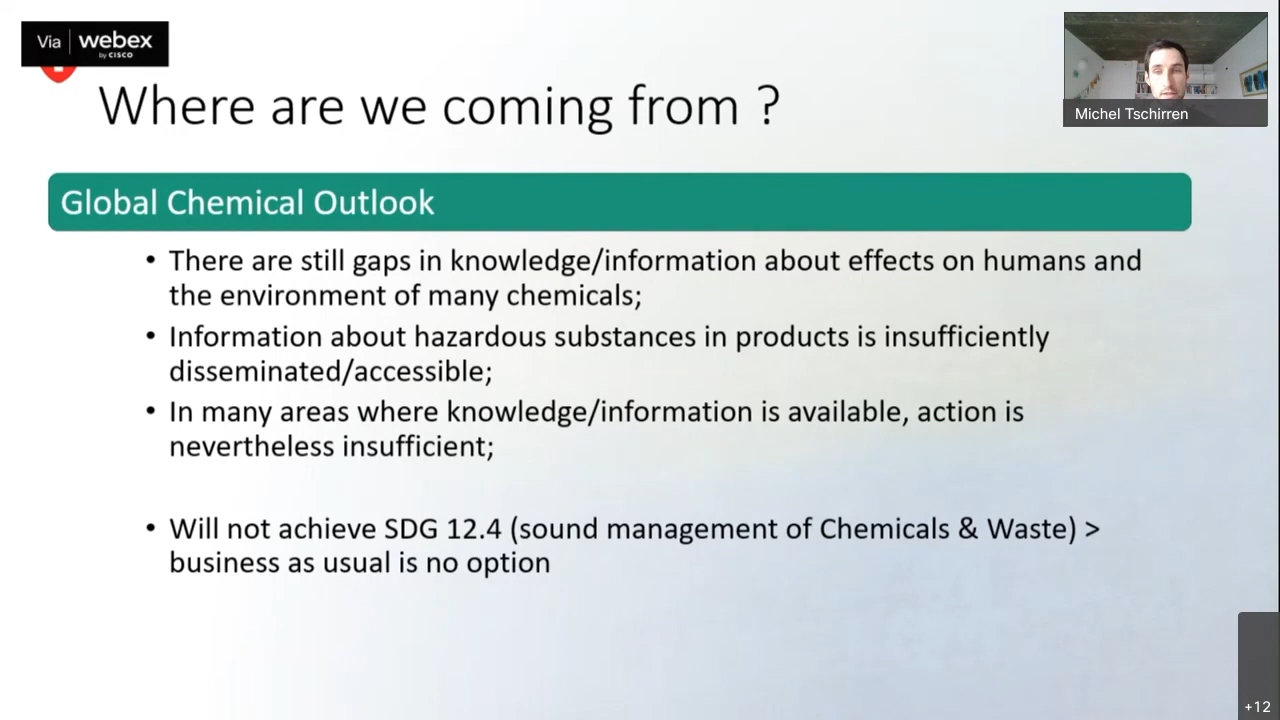 Via webex
by CISCO
Where are we coming from ?
Michel Tschirren
Global Chemical Outlook
• There are still gaps in knowledge/information about effects on humans and
the environment of many chemicals;
• Information about hazardous substances in products is insufficiently
disseminated/accessible;
• In many areas where knowledge/information is available, action is
nevertheless insufficient;
• Will not achieve SDG 12.4 (sound management of Chemicals & Waste) >
business as usual is no option
+12